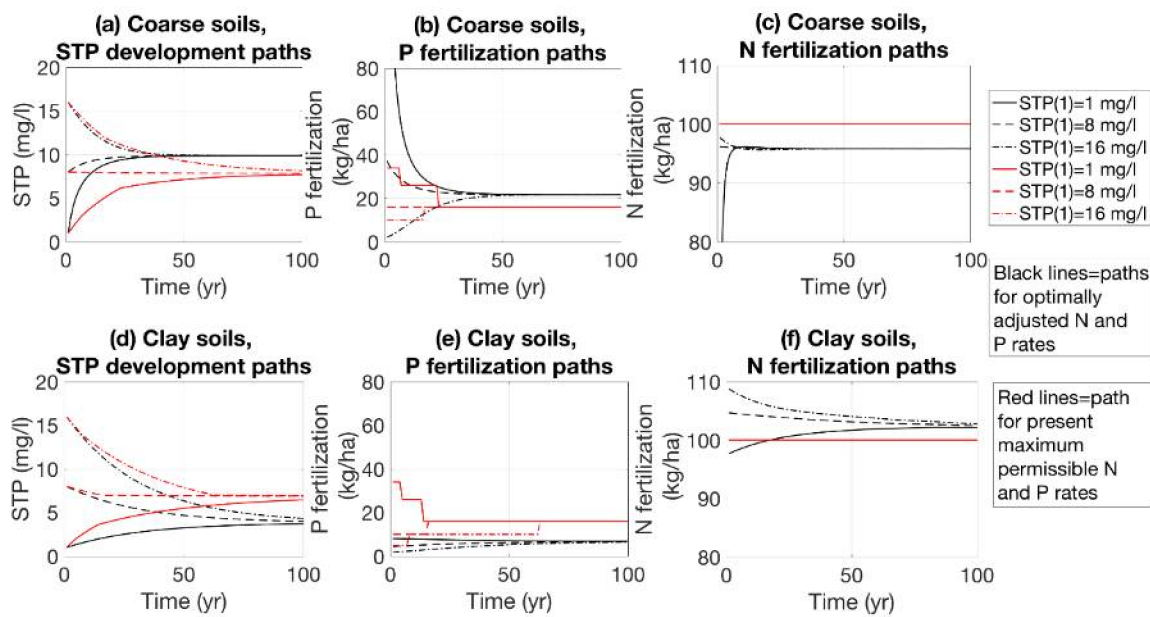 (a) Coarse soils,
STP development paths
20
15
10
5
0
STP (mg/l)
0 50 100
Time (yr)
(b) Coarse soils,
P fertilization paths
80
60
40
20
0
P fertilization
(kg/ha)
0 50 100
Time (yr)
(c) Coarse soils
N fertilization paths
110
100
90
80
N fertilization
(kg/ha)
0 50 100
Time (yr)
STP(1)=1 mg/l
STP(1)=8 mg/l
STP(1)=16 mg/l
STP(1)=1 mg/l
STP(1)=8 mg/l
STP(1)=16 mg/l
Black lines=paths
for optimally
adjusted N and
P rates
(d) Clay soils,
STP development paths
20
15
10
5
0
STP (mg/l)
0 50 100
Time (yr)
(e) Clay soils,
P fertilization paths
80
60
40
20
0
P fertilization
(kg/ha)
0 50 100
Time (yr)
(f) Clay soils,
N fertilization paths
110
100
90
80
N fertilization
(kg/ha)
0 50 100
Time (yr)
Red lines=path
for present
maximum
permissible N
and P rates